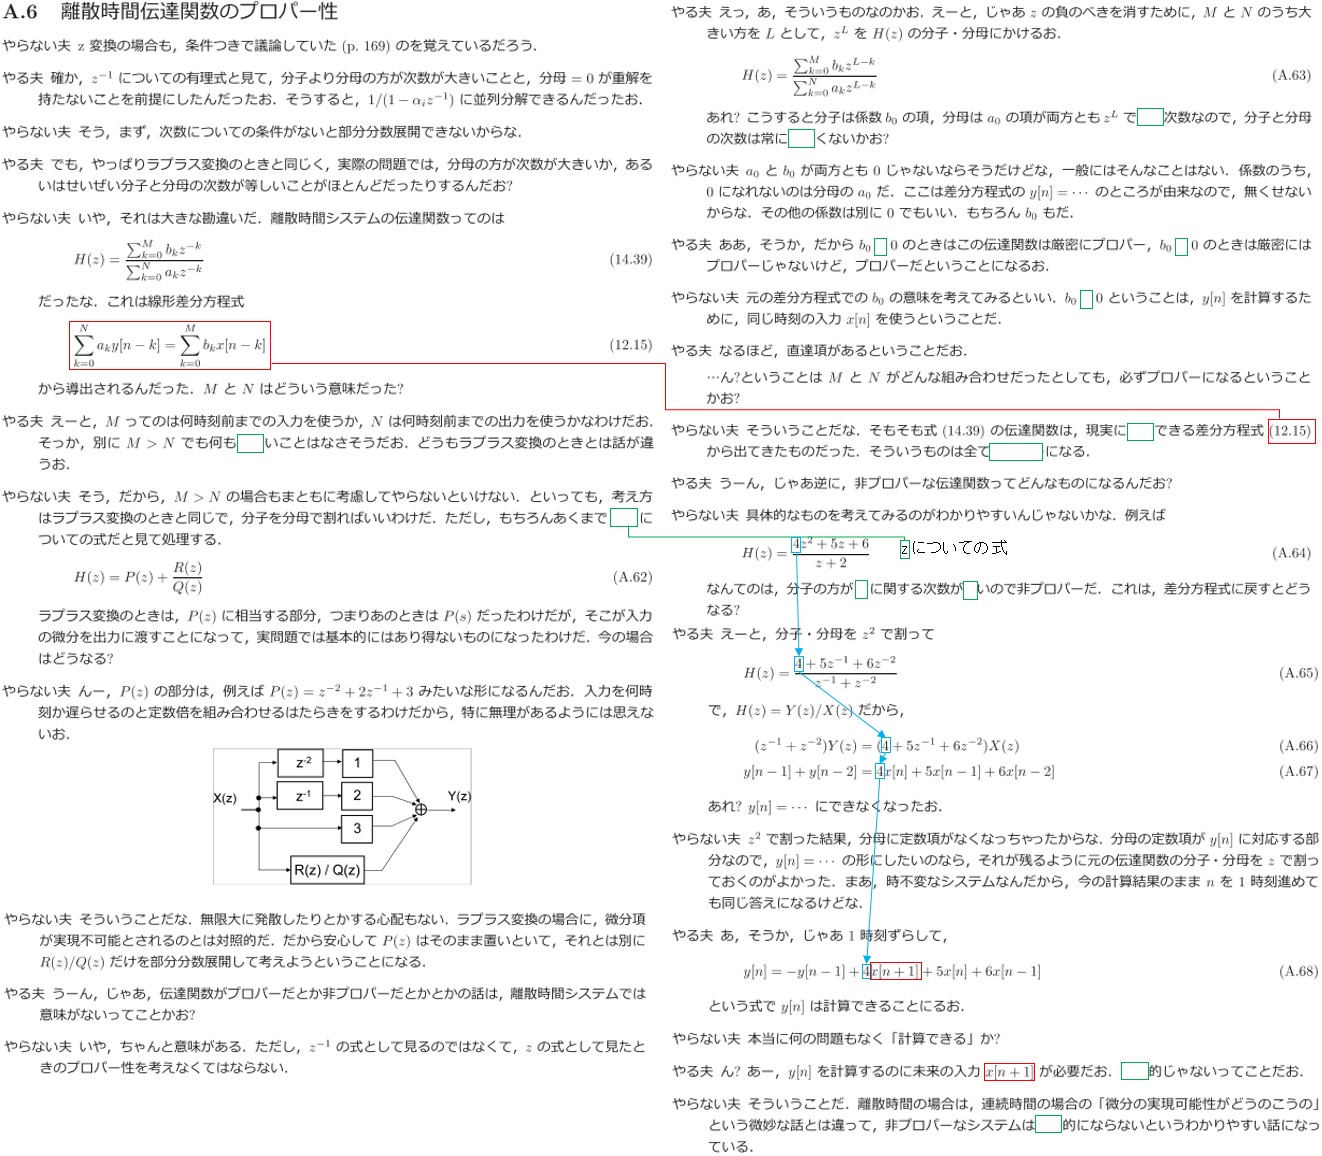 A.6 離散時間伝達関数のプロパー性
やらない夫 z 変換の場合も，条件つきで議論していた (p. 169) のを覚えているだろう．
やる夫 確か，z⁻¹ についての有理式と見て，分子より分母の方が次数が大きいことと，分母 = 0 が重解を
持たないことを前提にしたんだったお．そうすると，1/(1 − αᵢz⁻¹) に並列分解できるんだったお．
やらない夫 そう，まず，次数についての条件がないと部分分数展開できないからな．
やる夫 でも，やっぱりラプラス変換のときと同じく，実際の問題では，分母の方が次数が大きいか，ある
いはせいぜい分子と分母の次数が等しいことがほとんどだったりするんだお?
やらない夫 いや，それは大きな勘違いだ．離散時間システムの伝達関数ってのは
H(z) = \frac{\sum_{k=0}^{M} b_k z^{-k}}{\sum_{k=0}^{N} a_k z^{-k}} (14.39)
だったな．これは線形差分方程式
\sum_{k=0}^{N} a_k y[n − k] = \sum_{k=0}^{M} b_k x[n − k] (12.15)
から導出されるんだった．M と N はどういう意味だった?
やる夫 えーと，M ってのは何時刻前までの入力を使うか，N は何時刻前までの出力を使うかなわけだお．
そっか，別に M > N でも何も いことはなさそうだお．どうもラプラス変換のときとは話が違
うお．
やらない夫 そう，だから，M > N の場合もまともに考慮してやらないといけない．といっても，考え方
はラプラス変換のときと同じで，分子を分母で割ればいいわけだ．ただし，もちろんあくまで に
ついての式だと見て処理する．
H(z) = P(z) + \frac{R(z)}{Q(z)} (A.62)
ラプラス変換のときは，P(z) に相当する部分，つまりあのときは P(s) だったわけだが，そこが入力
の微分を出力に渡すことになって，実問題では基本的にはあり得ないものになったわけだ．今の場合
はどうなる?
やらない夫 んー，P(z) の部分は，例えば P(z) = z⁻² + 2z⁻¹ + 3 みたいな形になるんだお．入力を何時
刻か遅らせるのと定数倍を組み合わせるはたらきをするわけだから，特に無理があるようには思えな
いお．
X(z) z⁻² 1
z⁻¹ 2
3
R(z) / Q(z)
Y(z)
やらない夫 そういうことだな．無限大に発散したりとかする心配もない．ラプラス変換の場合に，微分項
が実現不可能とされるのとは対照的だ．だから安心して P(z) はそのまま置いといて，それとは別に
R(z)/Q(z) だけを部分分数展開して考えようということになる．
やる夫 うーん，じゃあ，伝達関数がプロパーだとか非プロパーだとかとかの話は，離散時間システムでは
意味がないってことかお?
やらない夫 いや，ちゃんと意味がある．ただし，z⁻¹ の式として見るのではなくて，z の式として見たと
きのプロパー性を考えなくてはならない．
やる夫 えっ，あ，そういうものなのかお．えーと，じゃあ z の負のべきを消すために，M と N のうち大
きい方を L として，z^L を H(z) の分子・分母にかけるお．
H(z) = \frac{\sum_{k=0}^{M} b_k z^{L-k}}{\sum_{k=0}^{N} a_k z^{L-k}} (A.63)
あれ? こうすると分子は係数 b₀ の項，分母は a₀ の項が両方とも z^L で 次数なので，分子と分母
の次数は常に くないかお?
やらない夫 a₀ と b₀ が両方とも 0 じゃないならそうだけどな，一般にはそんなことはない．係数のうち，
0 になれないのは分母の a₀ だ．ここは差分方程式の y[n] = ⋯ のところが由来なので，無くせない
からな．その他の係数は別に 0 でもいい．もちろん b₀ もだ．
やる夫 ああ，そうか，だから b₀ 0 のときはこの伝達関数は厳密にプロパー，b₀ 0 のときは厳密には
プロパーじゃないけど，プロパーだということになるお．
やらない夫 元の差分方程式での b₀ の意味を考えてみるといい．b₀ 0 ということは，y[n] を計算するた
めに，同じ時刻の入力 x[n] を使うということだ．
やる夫 なるほど，直達項があるということだお．
⋯ん?ということは M と N がどんな組み合わせだったとしても，必ずプロパーになるということ
かお?
やらない夫 そういうことだな．そもそも式 (14.39) の伝達関数は，現実に できる差分方程式 (12.15)
から出てきたものだった．そういうものは全て になる．
やる夫 うーん，じゃあ逆に，非プロパーな伝達関数ってどんなものになるんだお?
やらない夫 具体的なものを考えてみるのがわかりやすいんじゃないかな．例えば
H(z) = \frac{4z² + 5z + 6}{z + 2} zについての式 (A.64)
なんてのは，分子の方が に関する次数が いので非プロパーだ．これは，差分方程式に戻すとどう
なる?
やる夫 えーと，分子・分母を z² で割って
H(z) = \frac{4 + 5z⁻¹ + 6z⁻²}{z⁻¹ + z⁻²} (A.65)
で，H(z) = Y(z)/X(z) だから，
(z⁻¹ + z⁻²)Y(z) = (4 + 5z⁻¹ + 6z⁻²)X(z) (A.66)
y[n − 1] + y[n − 2] = 4x[n] + 5x[n − 1] + 6x[n − 2] (A.67)
あれ? y[n] = ⋯ にできなくなったお．
やらない夫 z² で割った結果，分母に定数項がなくなっちゃったからな．分母の定数項が y[n] に対応する部
分なので，y[n] = ⋯ の形にしたいのなら，それが残るように元の伝達関数の分子・分母を z で割っ
ておくのがよかった．まあ，時不変なシステムなんだから，今の計算結果のまま n を 1 時刻進めて
も同じ答えになるけどな．
やる夫 あ，そうか，じゃあ 1 時刻ずらして，
y[n] = −y[n − 1] + 4x[n + 1] + 5x[n] + 6x[n − 1] (A.68)
という式で y[n] は計算できることにるお．
やらない夫 本当に何の問題もなく「計算できる」か?
やる夫 ん? あー，y[n] を計算するのに未来の入力 x[n + 1] が必要だお． 的じゃないってことだお．
やらない夫 そういうことだ．離散時間の場合は，連続時間の場合の「微分の実現可能性がどうのこうの」
という微妙な話とは違って，非プロパーなシステムは 的にならないというわかりやすい話になっ
ている．